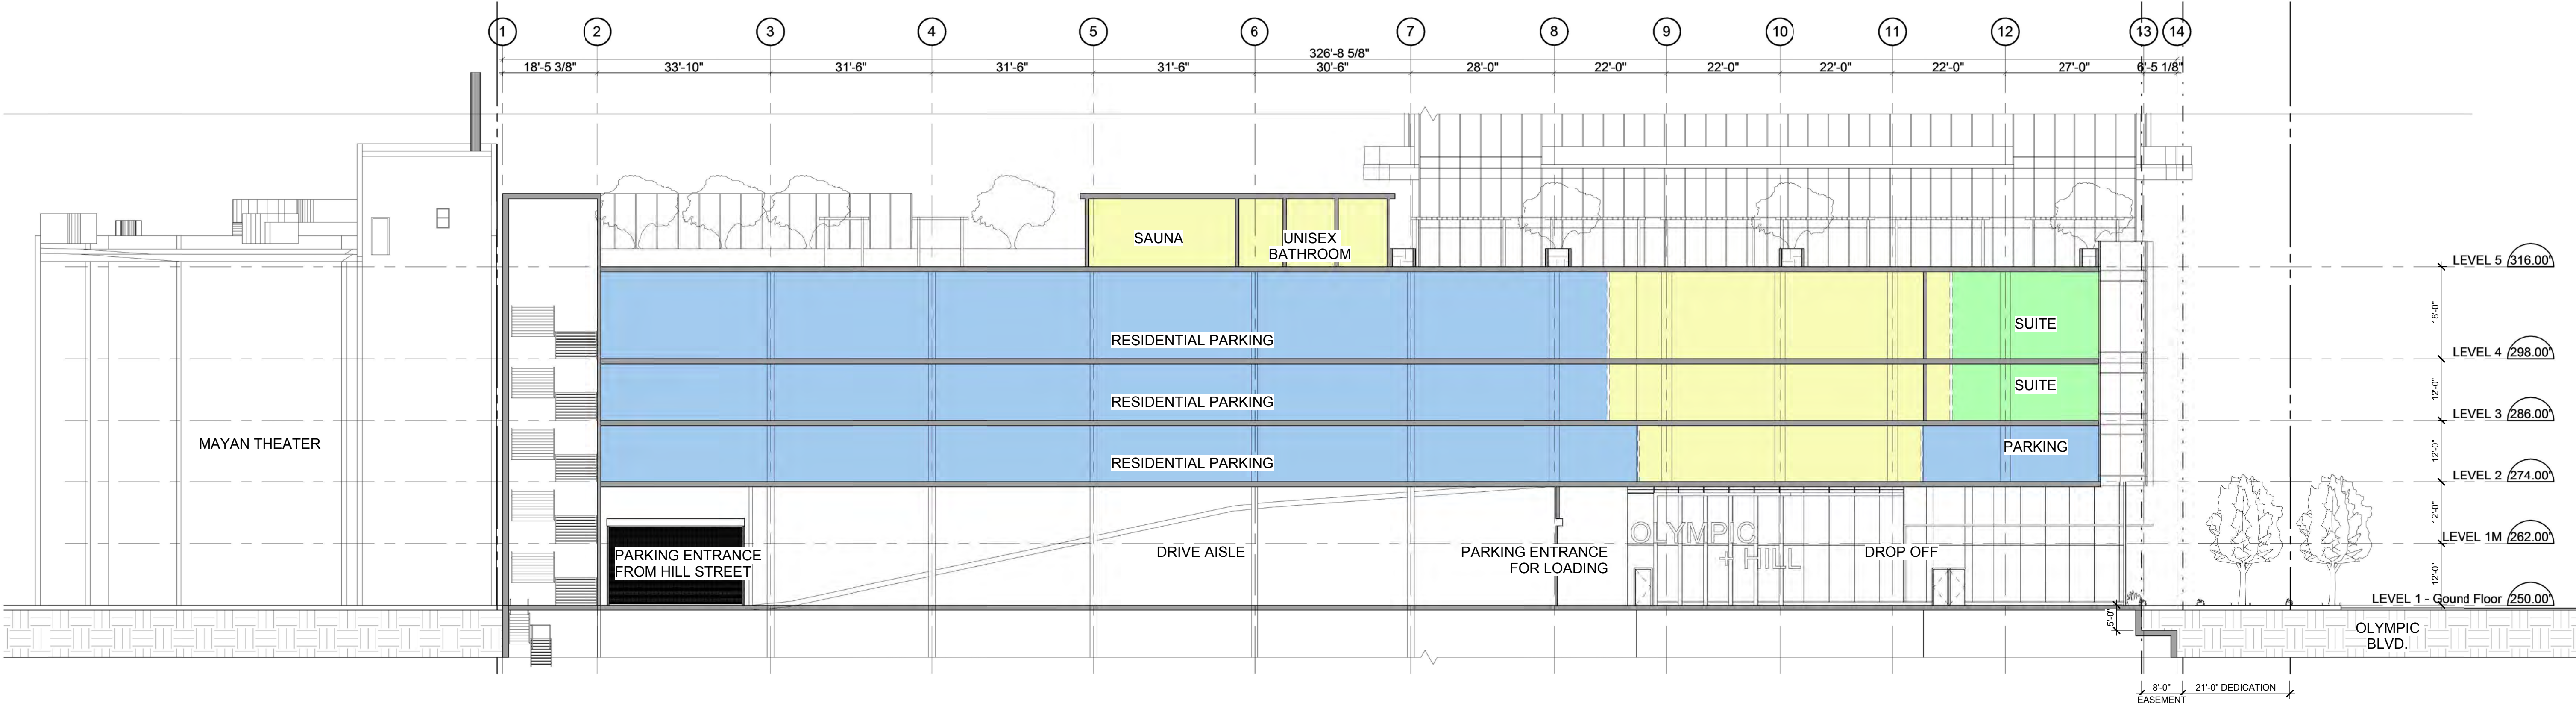 1 2 3 4 5 6 7 8 9 10 11 12 13 14
326'-8 5/8"
18'-5 3/8" 33'-10" 31'-6" 31'-6" 31'-6" 30'-6" 28'-0" 22'-0" 22'-0" 22'-0" 22'-0" 27'-0" 6'-5 1/8"
SAUNA
UNISEX
BATHROOM
LEVEL 5 316.00'
18'-0"
SUITE
RESIDENTIAL PARKING
LEVEL 4 298.00'
12'-0"
SUITE
RESIDENTIAL PARKING
LEVEL 3 286.00'
12'-0"
MAYAN THEATER
PARKING
RESIDENTIAL PARKING
LEVEL 2 274.00'
12'-0"
OLYMPIC
+ HILL
LEVEL 1M 262.00'
PARKING ENTRANCE
FROM HILL STREET
DRIVE AISLE
PARKING ENTRANCE
FOR LOADING
DROP OFF
12'-0"
LEVEL 1 - Gound Floor 250.00'
5'-0"
OLYMPIC
BLVD.
8'-0"
EASEMENT
21'-0" DEDICATION